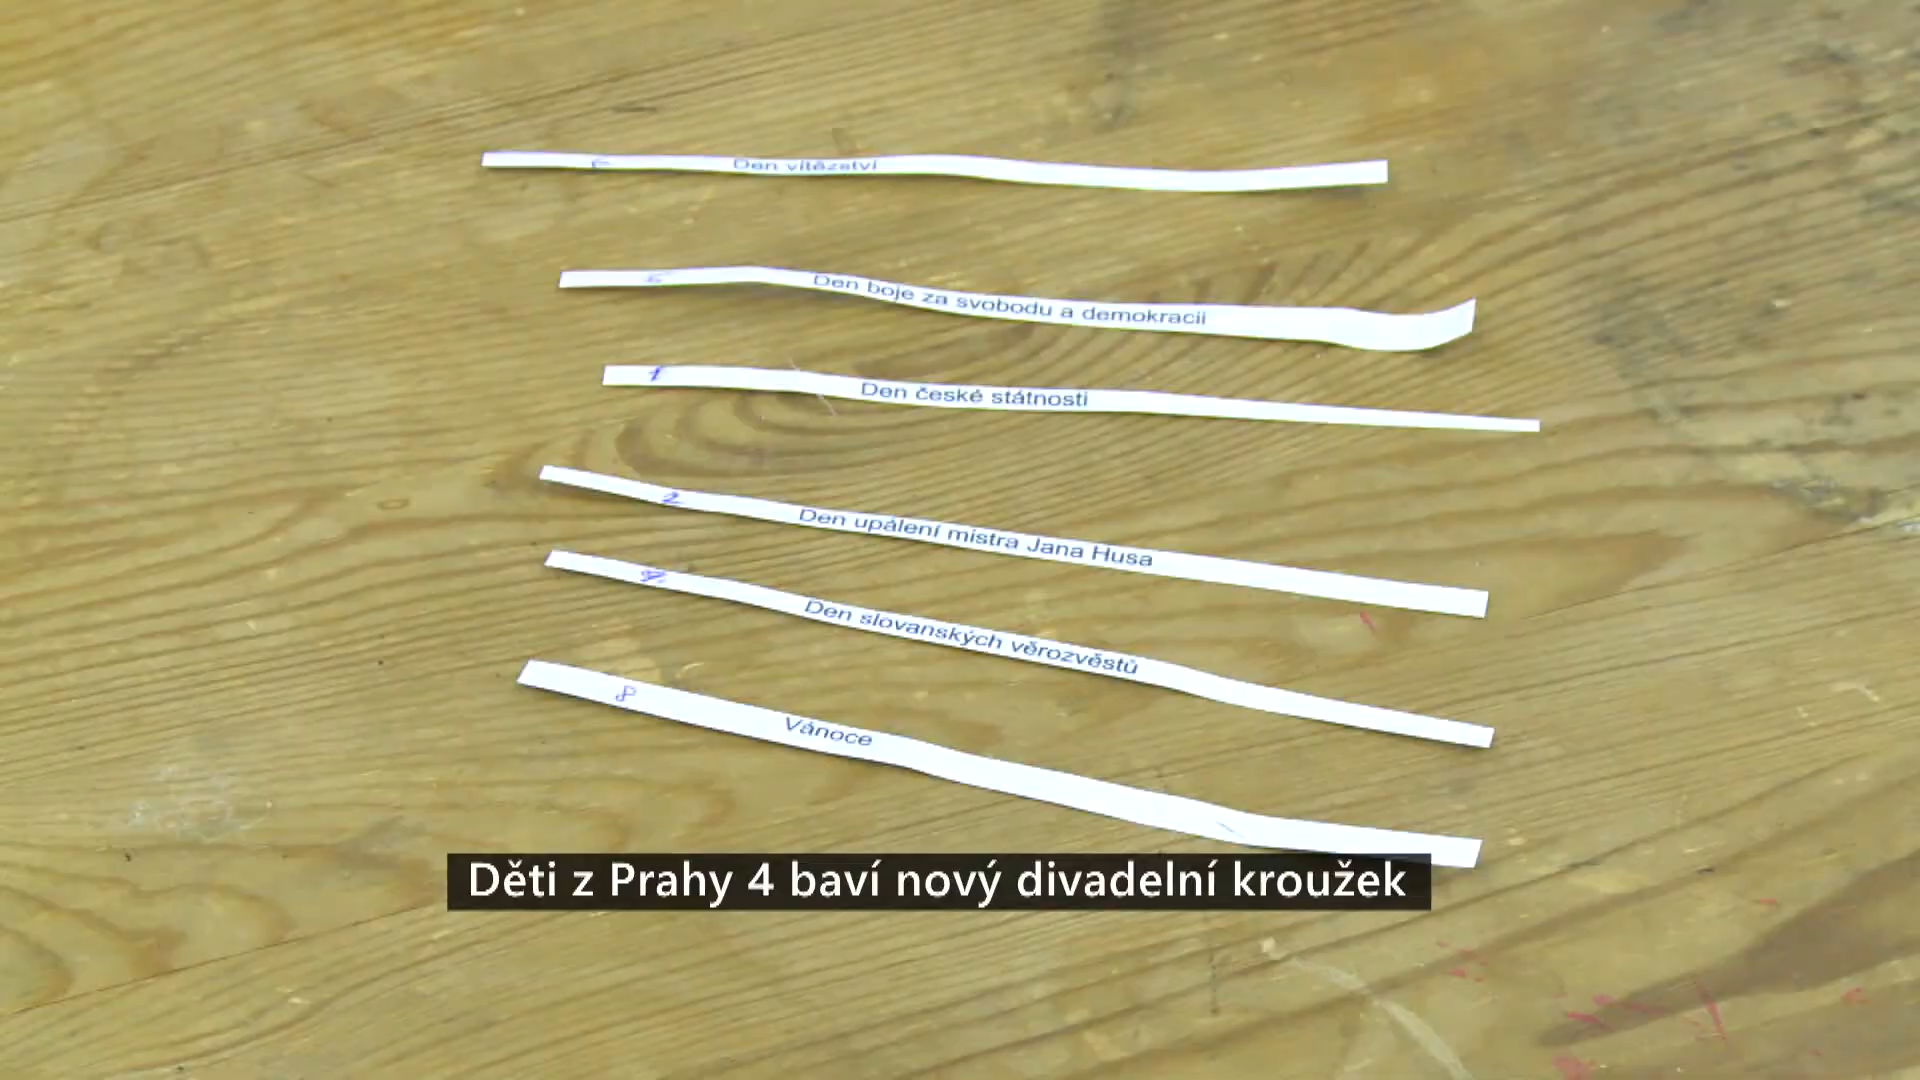 Den vítězství
Den boje za svobodu a demokracii
1 Den české státnosti
2 Den upálení mistra Jana Husa
Den slovanských věrozvěstů
8 Vánoce
Děti z Prahy 4 baví nový divadelní kroužek